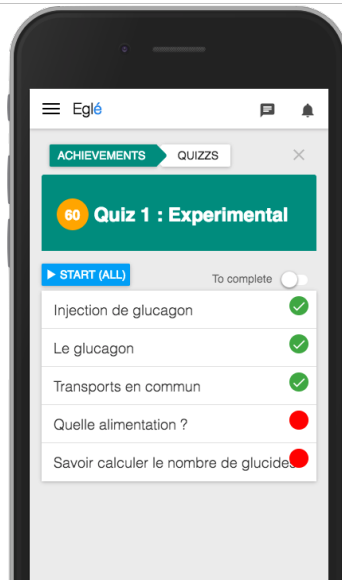 Eglé
ACHIEVEMENTS QUIZZS
60 Quiz 1 : Experimental
START (ALL) To complete
Injection de glucagon
Le glucagon
Transports en commun
Quelle alimentation ?
Savoir calculer le nombre de glucides